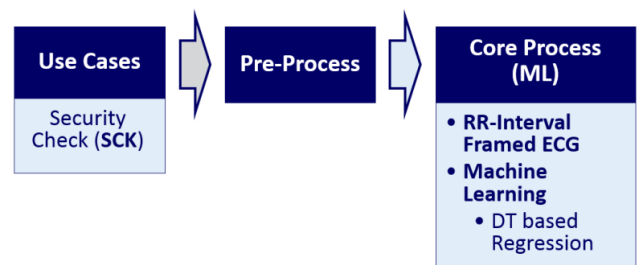 Use Cases
Security
Check (SCK)
Pre-Process
Core Process
(ML)
• RR-Interval
Framed ECG
• Machine
Learning
• DT based
Regression